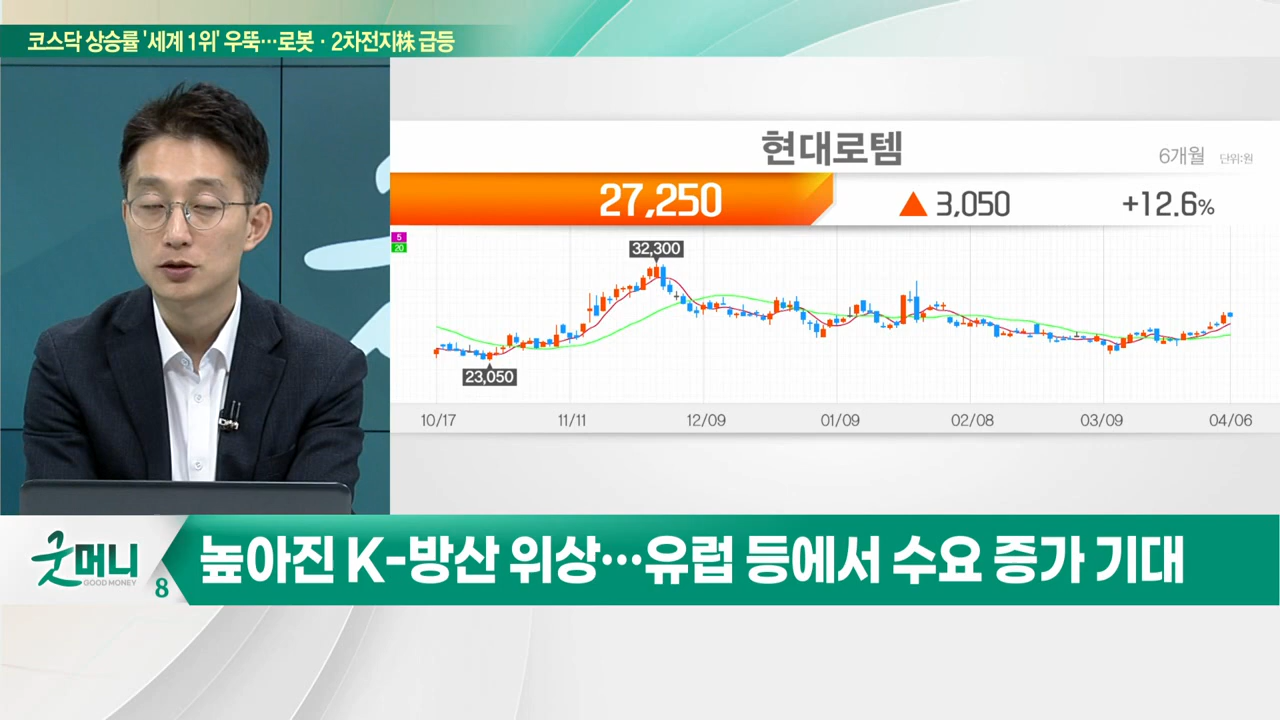 코스닥 상승률 '세계 1위' 우뚝…로봇·2차전지株 급등
현대로템
6개월 단위:원
27,250 ▲ 3,050 +12.6%
5
20
32,300
23,050
10/17 11/11 12/09 01/09 02/08 03/09 04/06
굿머니
GOOD MONEY
8
높아진 K-방산 위상…유럽 등에서 수요 증가 기대